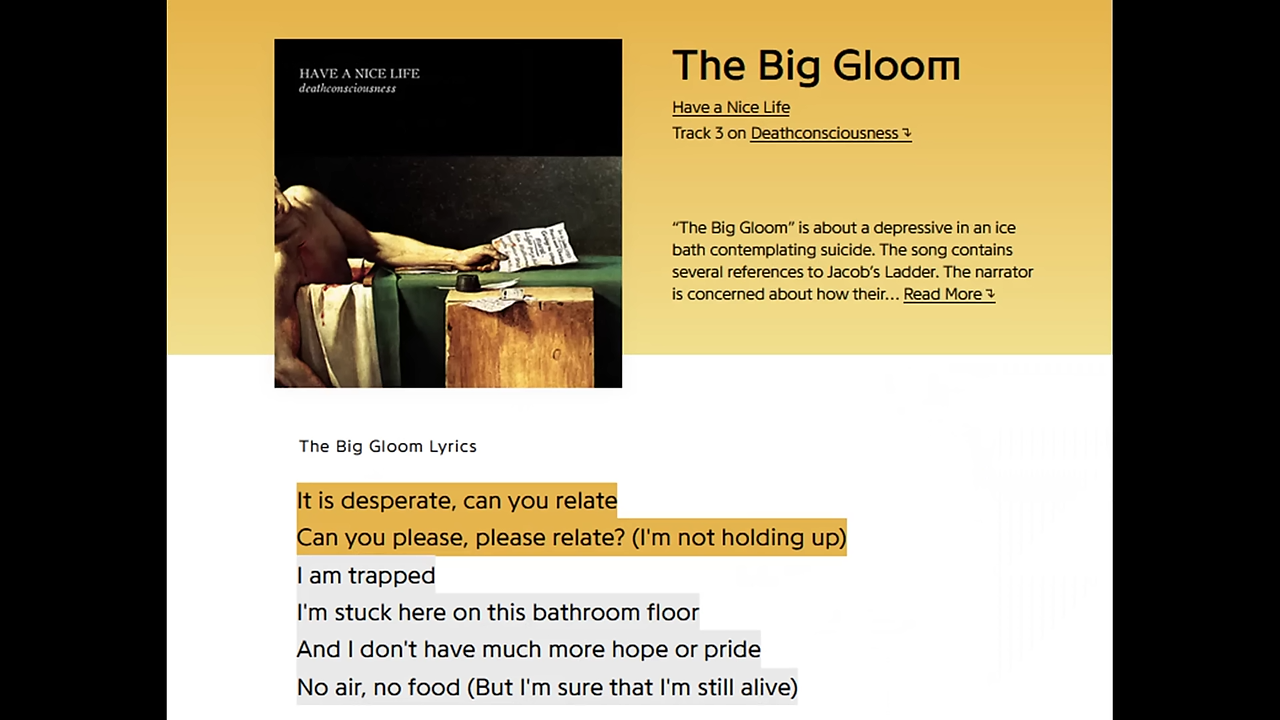 HAVE A NICE LIFE
deathconsciousness
The Big Gloom
Have a Nice Life
Track 3 on Deathconsciousness
“The Big Gloom” is about a depressive in an ice
bath contemplating suicide. The song contains
several references to Jacob’s Ladder. The narrator
is concerned about how their… Read More
The Big Gloom Lyrics
It is desperate, can you relate
Can you please, please relate? (I'm not holding up)
I am trapped
I'm stuck here on this bathroom floor
And I don't have much more hope or pride
No air, no food (But I'm sure that I'm still alive)